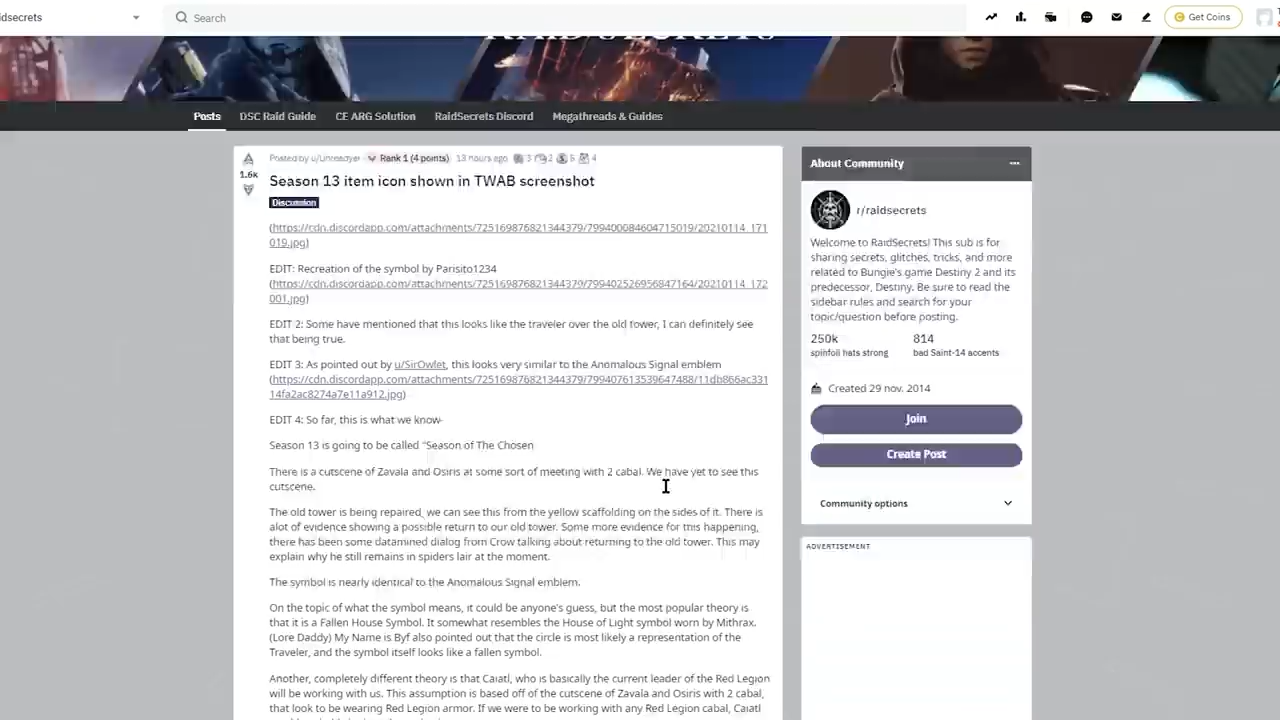 idsecrets
Search
Get Coins
RAID SECRETS
Posts
DSC Raid Guide
CE ARG Solution
RaidSecrets Discord
Megathreads & Guides
1.6k
Posted by u/Unreedyer Rank 1 (4 points) 13 hours ago 3 2 5 4
Season 13 item icon shown in TWAB screenshot
Discussion
(https://cdn.discordapp.com/attachments/725169876821344379/799400084604715019/20210114_171
019.jpg)
EDIT: Recreation of the symbol by Parisito1234
(https://cdn.discordapp.com/attachments/725169876821344379/799402526956847164/20210114_172
001.jpg)
EDIT 2: Some have mentioned that this looks like the traveler over the old tower, I can definitely see
that being true.
EDIT 3: As pointed out by u/SirOwlet, this looks very similar to the Anomalous Signal emblem
(https://cdn.discordapp.com/attachments/725169876821344379/799407613539647488/11db866ac331
14fa2ac8274a7e11a912.jpg)
EDIT 4: So far, this is what we know-
Season 13 is going to be called "Season of The Chosen
There is a cutscene of Zavala and Osiris at some sort of meeting with 2 cabal. We have yet to see this
cutscene.
The old tower is being repaired, we can see this from the yellow scaffolding on the sides of it. There is
alot of evidence showing a possible return to our old tower. Some more evidence for this happening,
there has been some datamined dialog from Crow talking about returning to the old tower. This may
explain why he still remains in spiders lair at the moment.
The symbol is nearly identical to the Anomalous Signal emblem.
On the topic of what the symbol means, it could be anyone's guess, but the most popular theory is
that it is a Fallen House Symbol. It somewhat resembles the House of Light symbol worn by Mithrax.
(Lore Daddy) My Name is Byf also pointed out that the circle is most likely a representation of the
Traveler, and the symbol itself looks like a fallen symbol.
Another, completely different theory is that Caiatl, who is basically the current leader of the Red Legion
will be working with us. This assumption is based off of the cutscene of Zavala and Osiris with 2 cabal,
that look to be wearing Red Legion armor. If we were to be working with any Red Legion cabal, Caiatl
About Community
r/raidsecrets
Welcome to RaidSecrets! This sub is for
sharing secrets, glitches, tricks, and more
related to Bungie's game Destiny 2 and its
predecessor, Destiny. Be sure to read the
sidebar rules and search for your
topic/question before posting.
250k
814
spinfoil hats strong
bad Saint-14 accents
Created 29 nov. 2014
Join
Create Post
Community options
ADVERTISEMENT